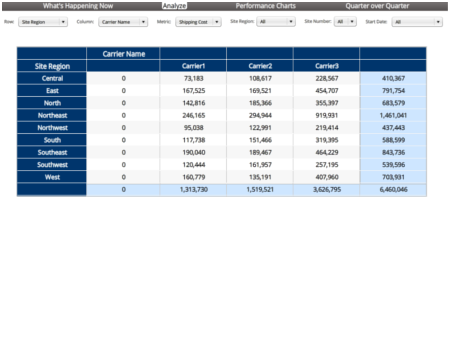 What's Happening Now Analyze Performance Charts Quarter over Quarter
Row: Site Region Column: Carrier Name Metric: Shipping Cost Site Region: All Site Number: All Start Date: All
Carrier Name
Site Region Carrier1 Carrier2 Carrier3
Central 0 73,183 108,617 228,567 410,367
East 0 167,525 169,521 454,707 791,754
North 0 142,816 185,366 355,397 683,579
Northeast 0 246,165 294,944 919,931 1,461,041
Northwest 0 95,038 122,991 219,414 437,443
South 0 117,738 151,466 319,395 588,599
Southeast 0 190,040 189,467 464,229 843,736
Southwest 0 120,444 161,957 257,195 539,596
West 0 160,779 135,191 407,960 703,931
0 1,313,730 1,519,521 3,626,795 6,460,046